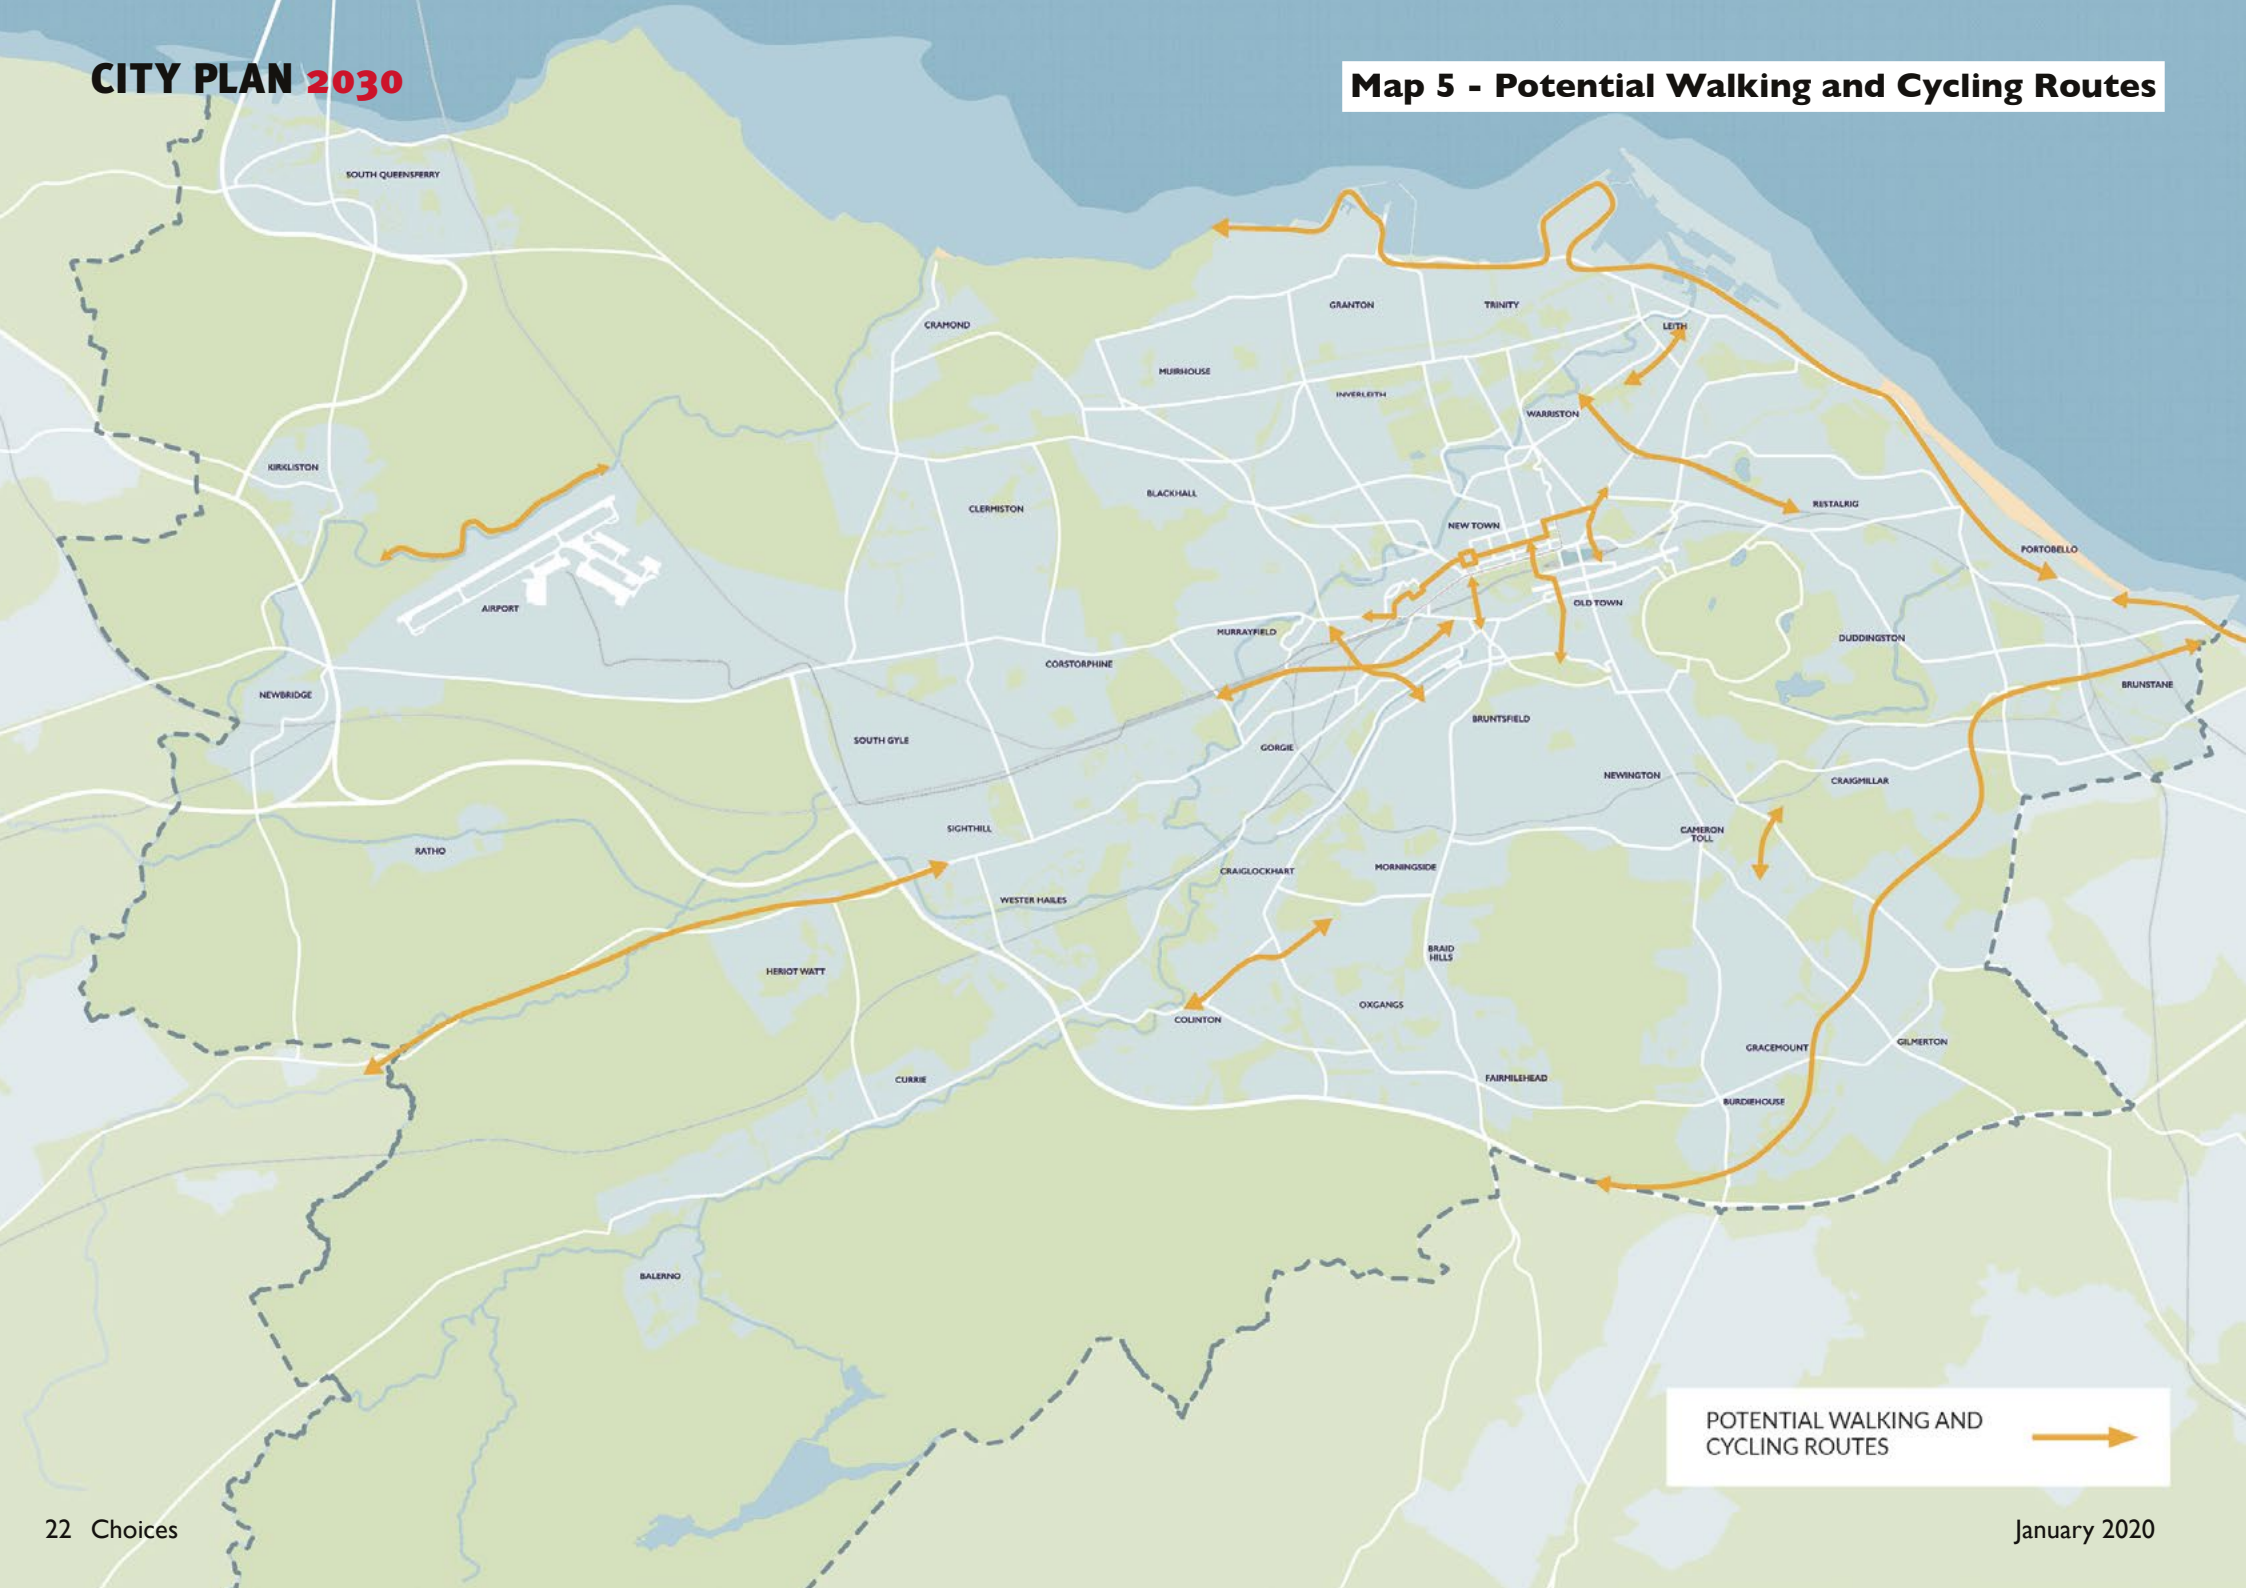 CITY PLAN 2030
Map 5 - Potential Walking and Cycling Routes
SOUTH QUEENSFERRY
GRANTON
TRINITY
CRAMOND
LEITH
MUIRHOUSE
INVERLEITH
WARRISTON
KIRKLISTON
BLACKHALL
CLERMISTON
RESTALRIG
NEW TOWN
PORTOBELLO
AIRPORT
OLD TOWN
MURRAYFIELD
DUDDINGSTON
CORSTORPHINE
BRUNSTANE
NEWBRIDGE
BRUNTSFIELD
SOUTH GYLE
GORGIE
NEWINGTON
CRAIGMILLAR
SIGHTHILL
CAMERON
TOLL
RATHO
CRAIGLOCKHART
MORNINGSIDE
WESTER HAILES
BRAID
HILLS
HERIOT WATT
OXGANGS
COLINTON
GRACEMOUNT
GILMERTON
CURRIE
FAIRMILEHEAD
BURDIEHOUSE
BALERNO
POTENTIAL WALKING AND
CYCLING ROUTES
22 Choices
January 2020